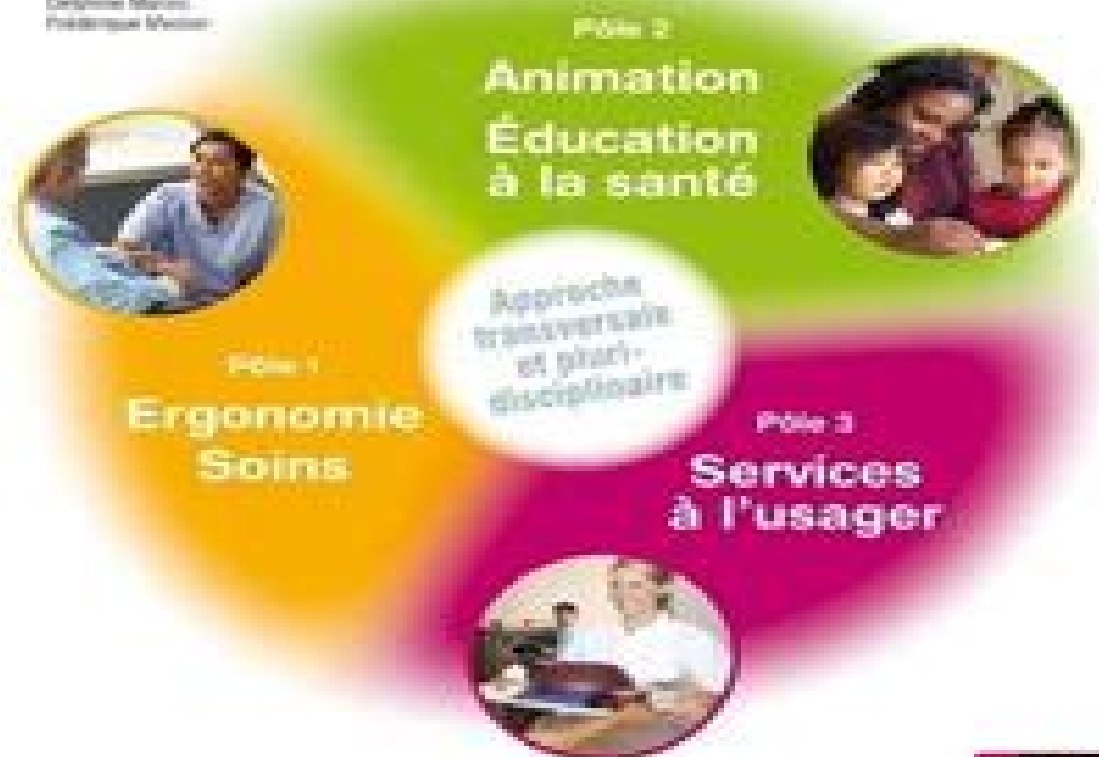 Pôle 2
Animation
Éducation
à la santé
Approche
transversale
et pluri-
disciplinaire
Pôle 1
Ergonomie
Soins
Pôle 3
Services
à l'usager